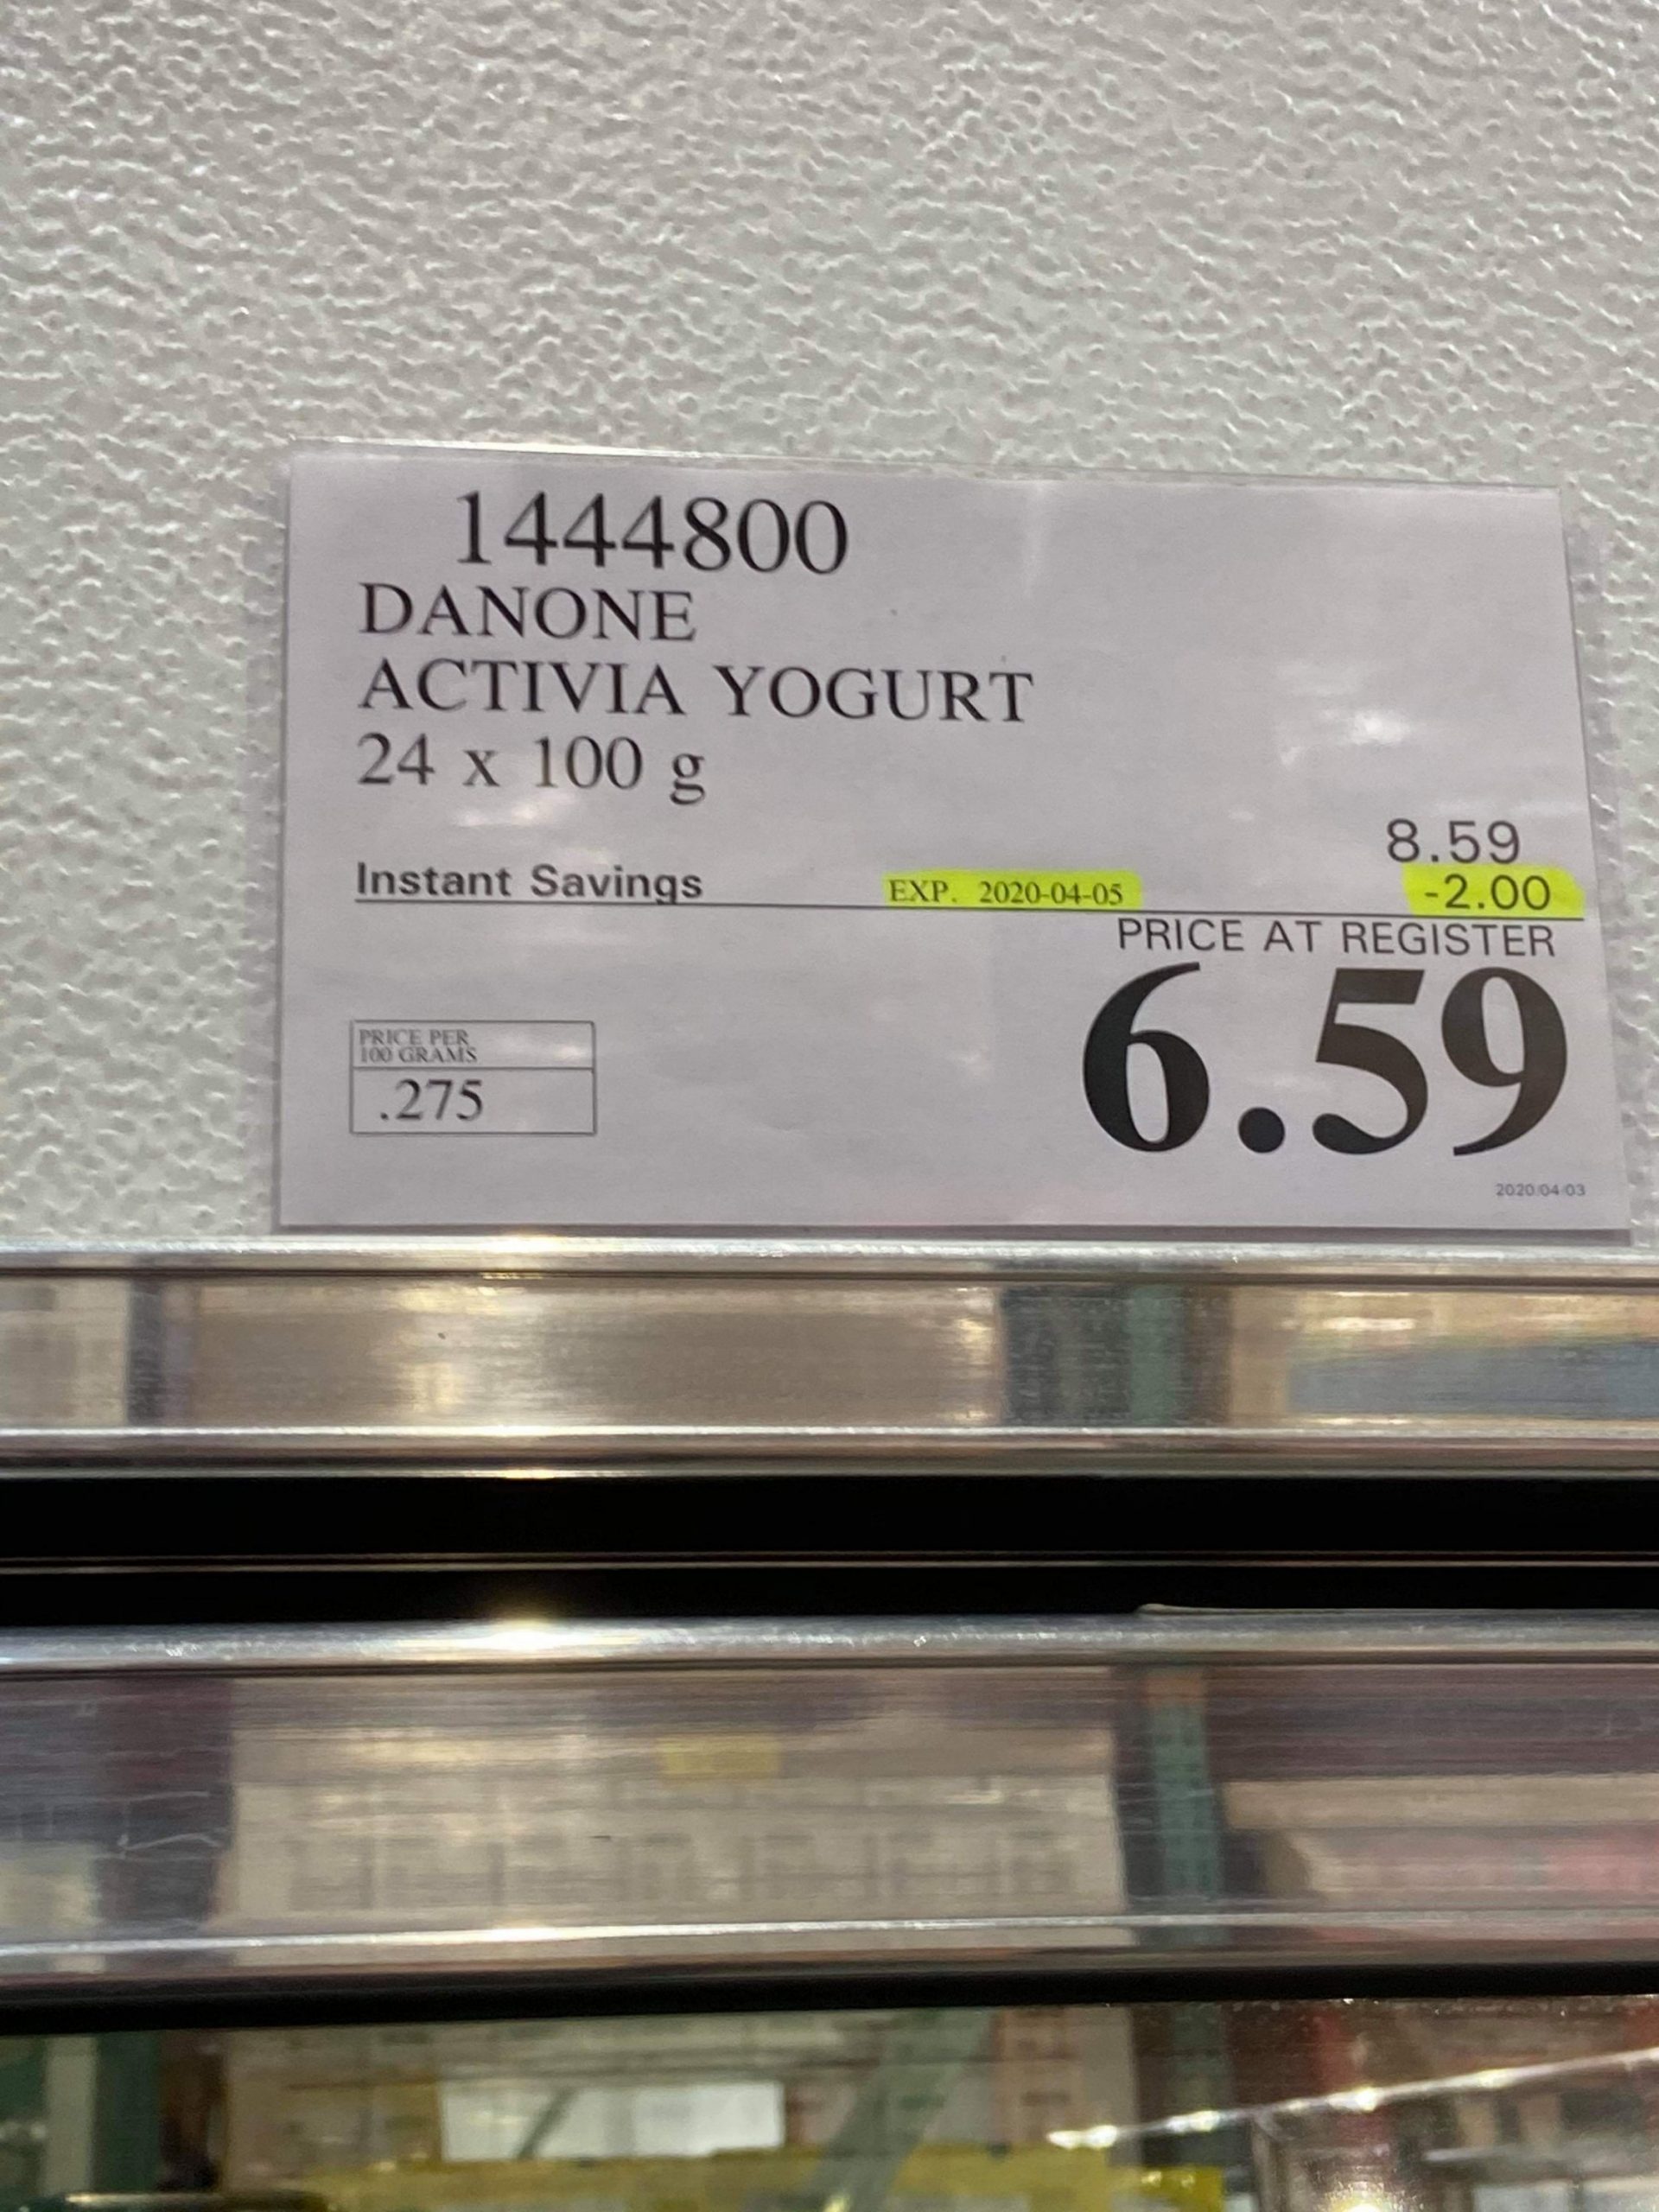 1444800
DANONE
ACTIVIA YOGURT
24 x 100 g
8.59
Instant Savings EXP. 2020-04-05 -2.00
PRICE AT REGISTER
6.59
PRICE PER
100 GRAMS
.275
2020-04-03